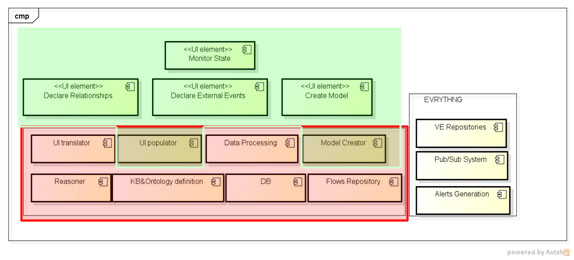 cmp
<<UI element>>
Monitor State
<<UI element>>
Declare Relationships
<<UI element>>
Declare External Events
<<UI element>>
Create Model
EVRYTHNG
VE Repositories
UI translator
UI populator
Data Processing
Model Creator
Pub/Sub System
Reasoner
KB&Ontology definition
DB
Flows Repository
Alerts Generation
powered by Astah